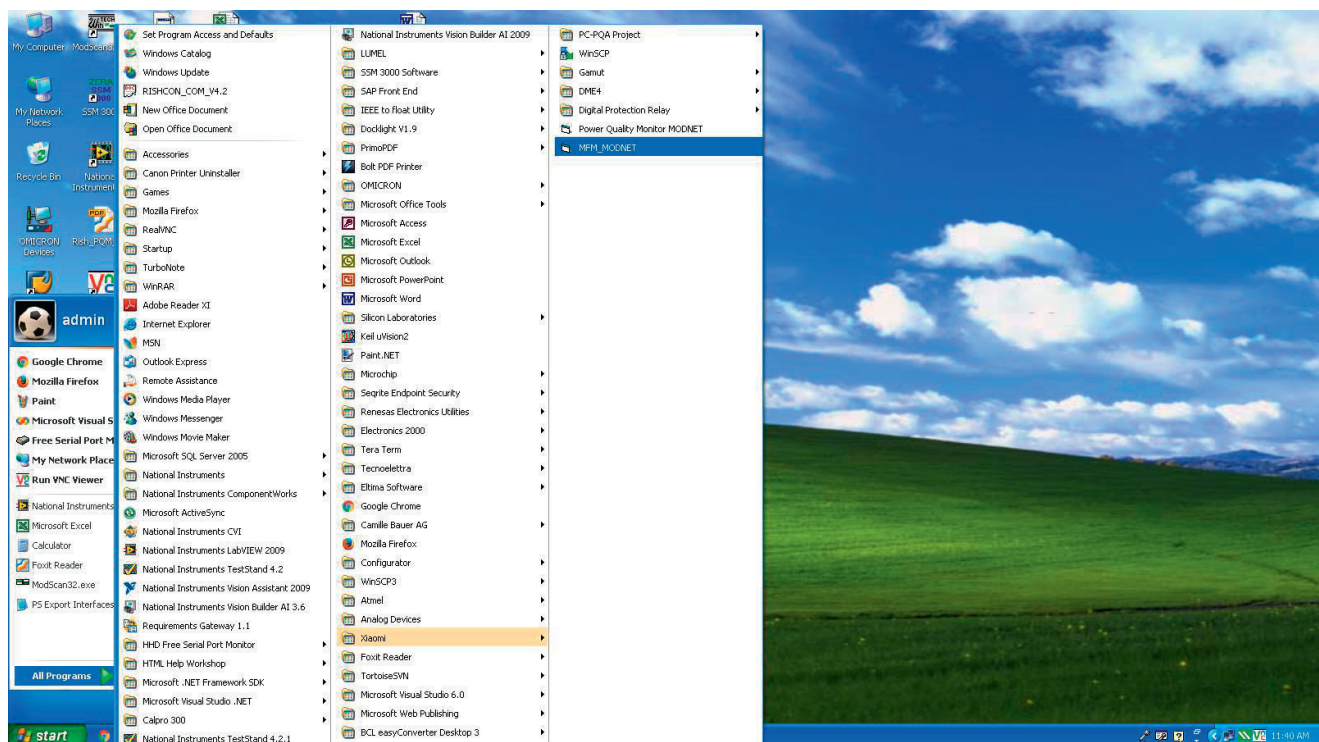 My Computer
ModScan3
My Network
Places
ZERA
SSM
SSM 300
Recycle Bin
Nationa
Instrument
OMICRON
Devices
PDF
Rish_PQM_
admin
Google Chrome
Mozilla Firefox
Paint
Microsoft Visual S
Free Serial Port M
My Network Place
Run VNC Viewer
National Instruments
Microsoft Excel
Calculator
Foxit Reader
ModScan32.exe
PS Export Interfaces
All Programs
start
Set Program Access and Defaults
Windows Catalog
Windows Update
RISHCON_COM_V4.2
New Office Document
Open Office Document
Accessories
Canon Printer Uninstaller
Games
Mozilla Firefox
RealVNC
Startup
TurboNote
WinRAR
Adobe Reader XI
Internet Explorer
MSN
Outlook Express
Remote Assistance
Windows Media Player
Windows Messenger
Windows Movie Maker
Microsoft SQL Server 2005
National Instruments
National Instruments ComponentWorks
Microsoft ActiveSync
National Instruments CVI
National Instruments LabVIEW 2009
National Instruments TestStand 4.2
National Instruments Vision Assistant 2009
National Instruments Vision Builder AI 3.6
Requirements Gateway 1.1
HHD Free Serial Port Monitor
HTML Help Workshop
Microsoft .NET Framework SDK
Microsoft Visual Studio .NET
Calpro 300
National Instruments TestStand 4.2.1
National Instruments Vision Builder AI 2009
LUMEL
SSM 3000 Software
SAP Front End
IEEE to float Utility
Docklight V1.9
PrimoPDF
Bolt PDF Printer
OMICRON
Microsoft Office Tools
Microsoft Access
Microsoft Excel
Microsoft Outlook
Microsoft PowerPoint
Microsoft Word
Silicon Laboratories
Keil uVision2
Paint.NET
Microchip
Seqrite Endpoint Security
Renesas Electronics Utilities
Electronics 2000
Tera Term
Tecnoelettra
Eltima Software
Google Chrome
Camille Bauer AG
Mozilla Firefox
Configurator
WinSCP3
Atmel
Analog Devices
Xiaomi
Foxit Reader
TortoiseSVN
Microsoft Visual Studio 6.0
Microsoft Web Publishing
BCL easyConverter Desktop 3
PC-PQA Project
WinSCP
Gamut
DME4
Digital Protection Relay
Power Quality Monitor MODNET
MFM_MODNET
11:40 AM